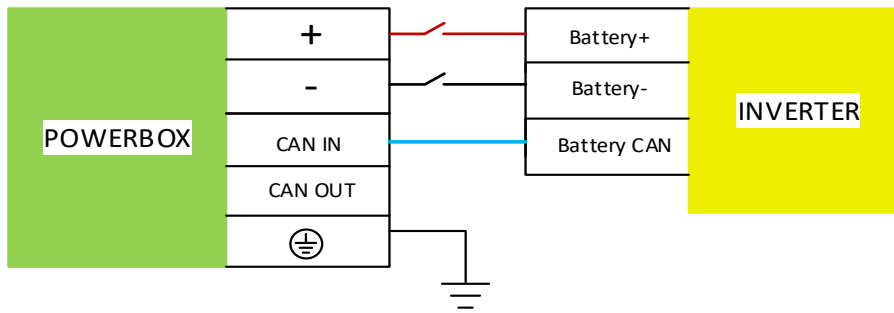 POWERBOX
+
-
CAN IN
CAN OUT
Battery+
Battery-
Battery CAN
INVERTER